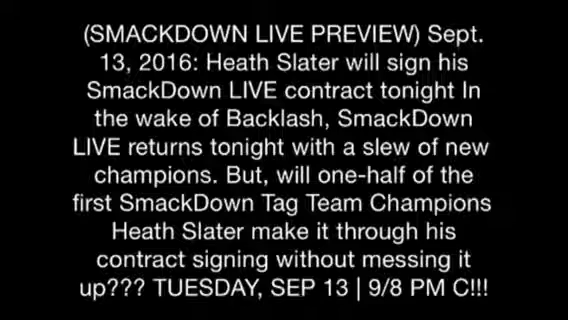 (SMACKDOWN LIVE PREVIEW) Sept.
13, 2016: Heath Slater will sign his
SmackDown LIVE contract tonight In
the wake of Backlash, SmackDown
LIVE returns tonight with a slew of new
champions. But, will one-half of the
first SmackDown Tag Team Champions
Heath Slater make it through his
contract signing without messing it
up??? TUESDAY, SEP 13 | 9/8 PM C!!!